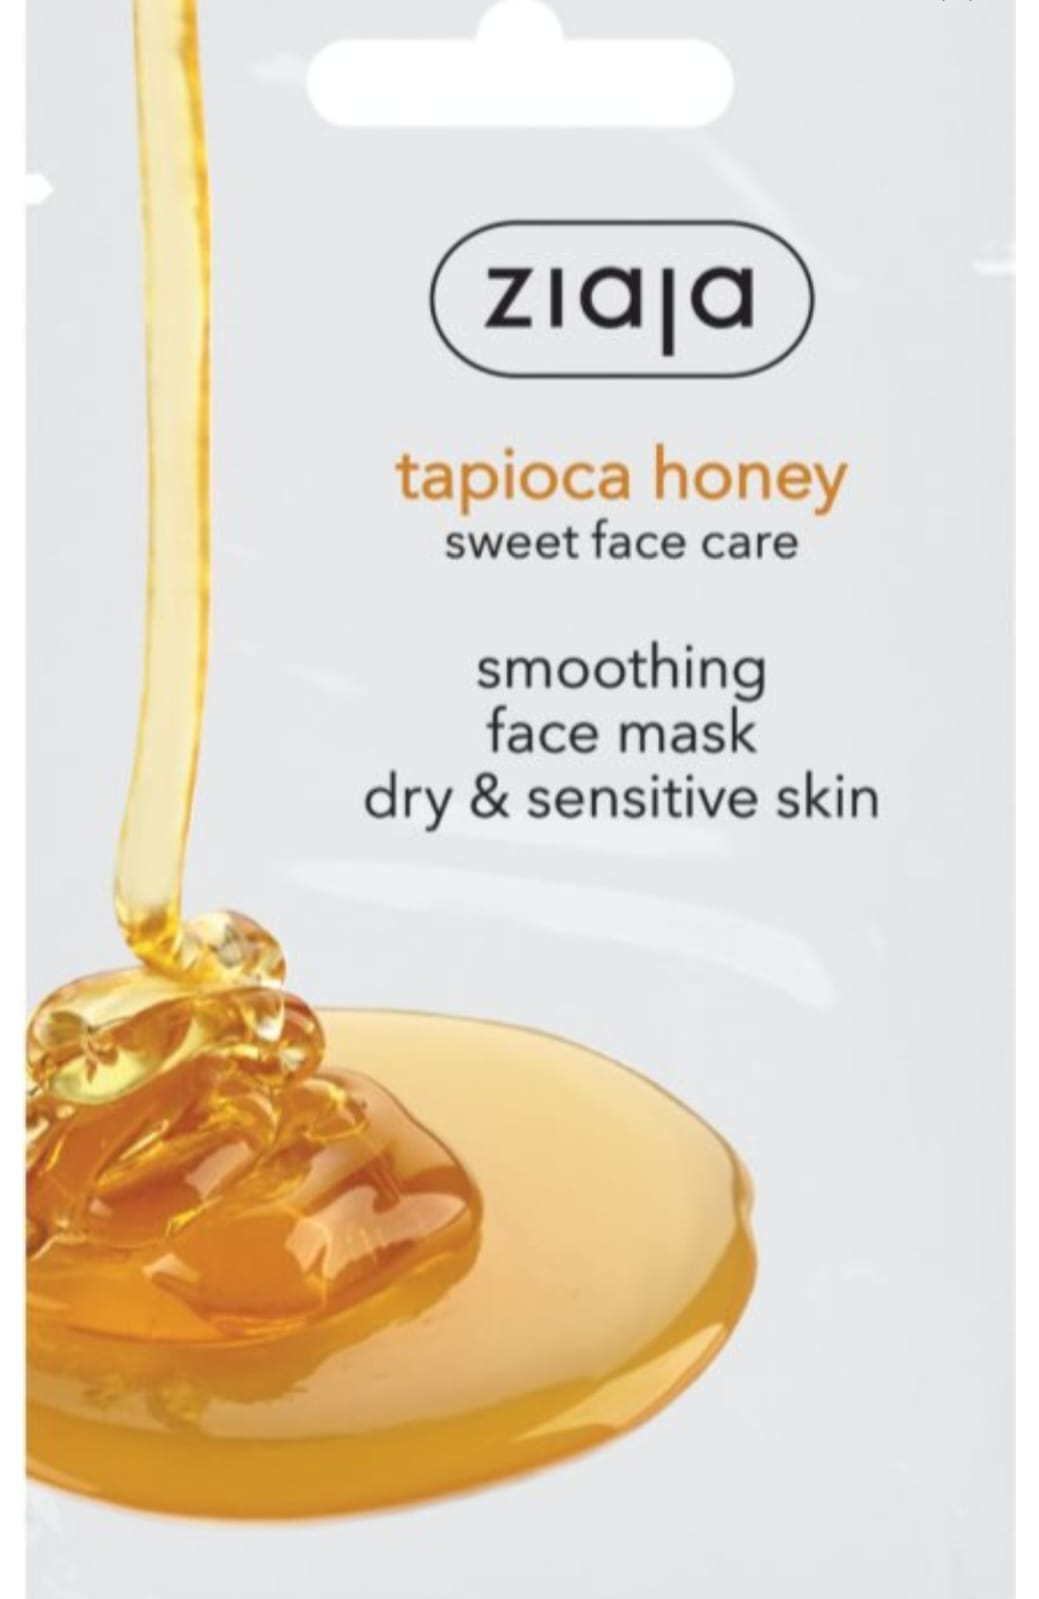 ziaja
tapioca honey
sweet face care
smoothing
face mask
dry & sensitive skin